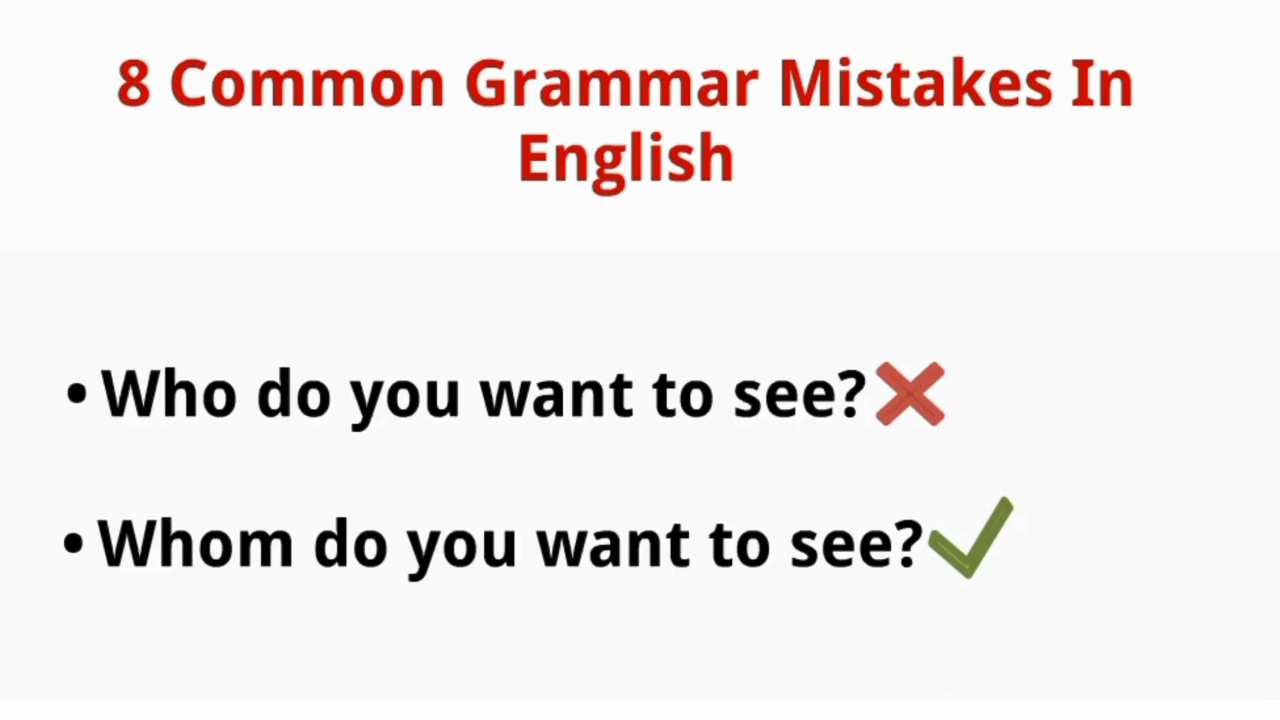 8 Common Grammar Mistakes In
English
• Who do you want to see?❌
• Whom do you want to see?✔